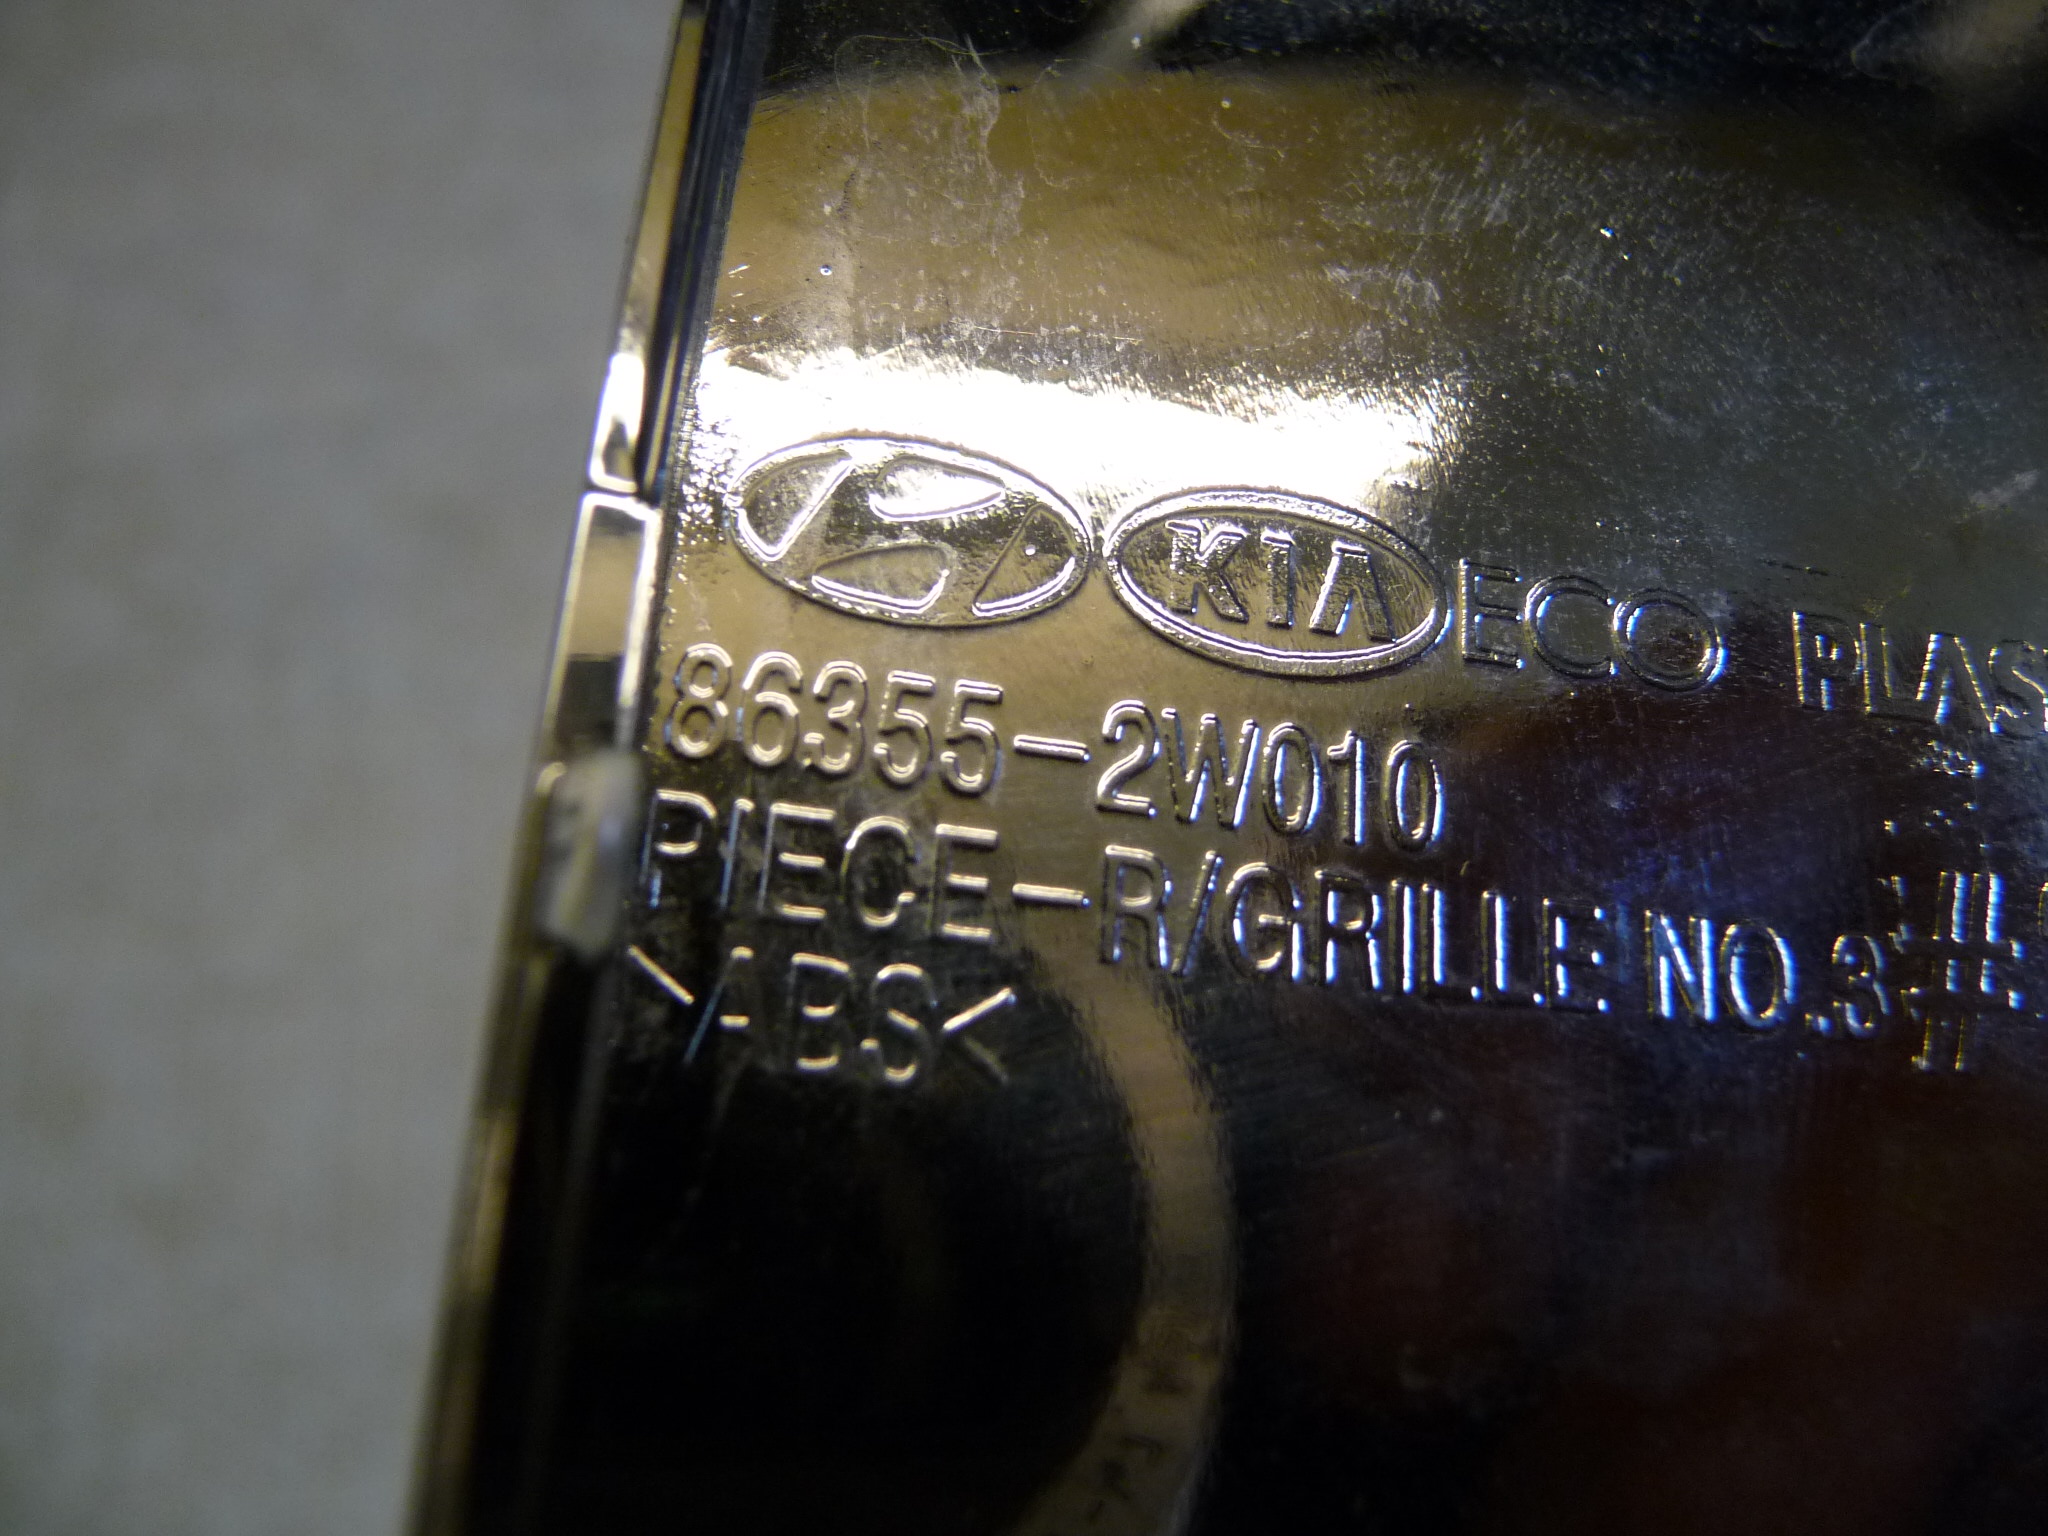 KIA ECO PLAS
86355-2W010
PIECE-R/GRILLE NO.3 #
>ABS<